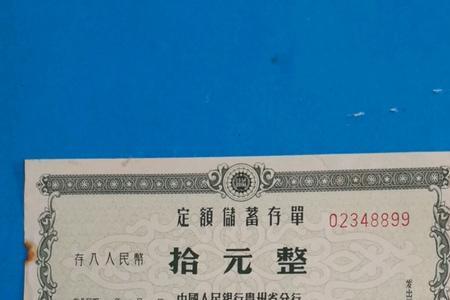 定額儲蓄存單
02348899
存入人民幣
拾元整
中國人民銀行貴州省分行